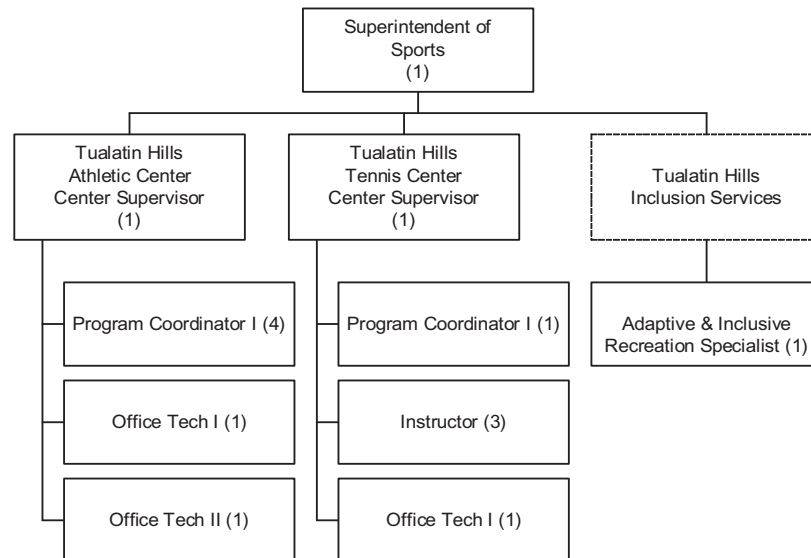 Superintendent of
Sports
(1)
Tualatin Hills
Athletic Center
Center Supervisor
(1)
Tualatin Hills
Tennis Center
Center Supervisor
(1)
Tualatin Hills
Inclusion Services
Program Coordinator I (4)
Program Coordinator I (1)
Adaptive & Inclusive
Recreation Specialist (1)
Office Tech I (1)
Instructor (3)
Office Tech II (1)
Office Tech I (1)